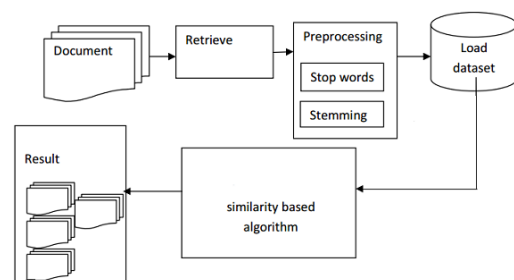 Document
Retrieve
Preprocessing
Stop words
Stemming
Load
dataset
Result
similarity based
algorithm